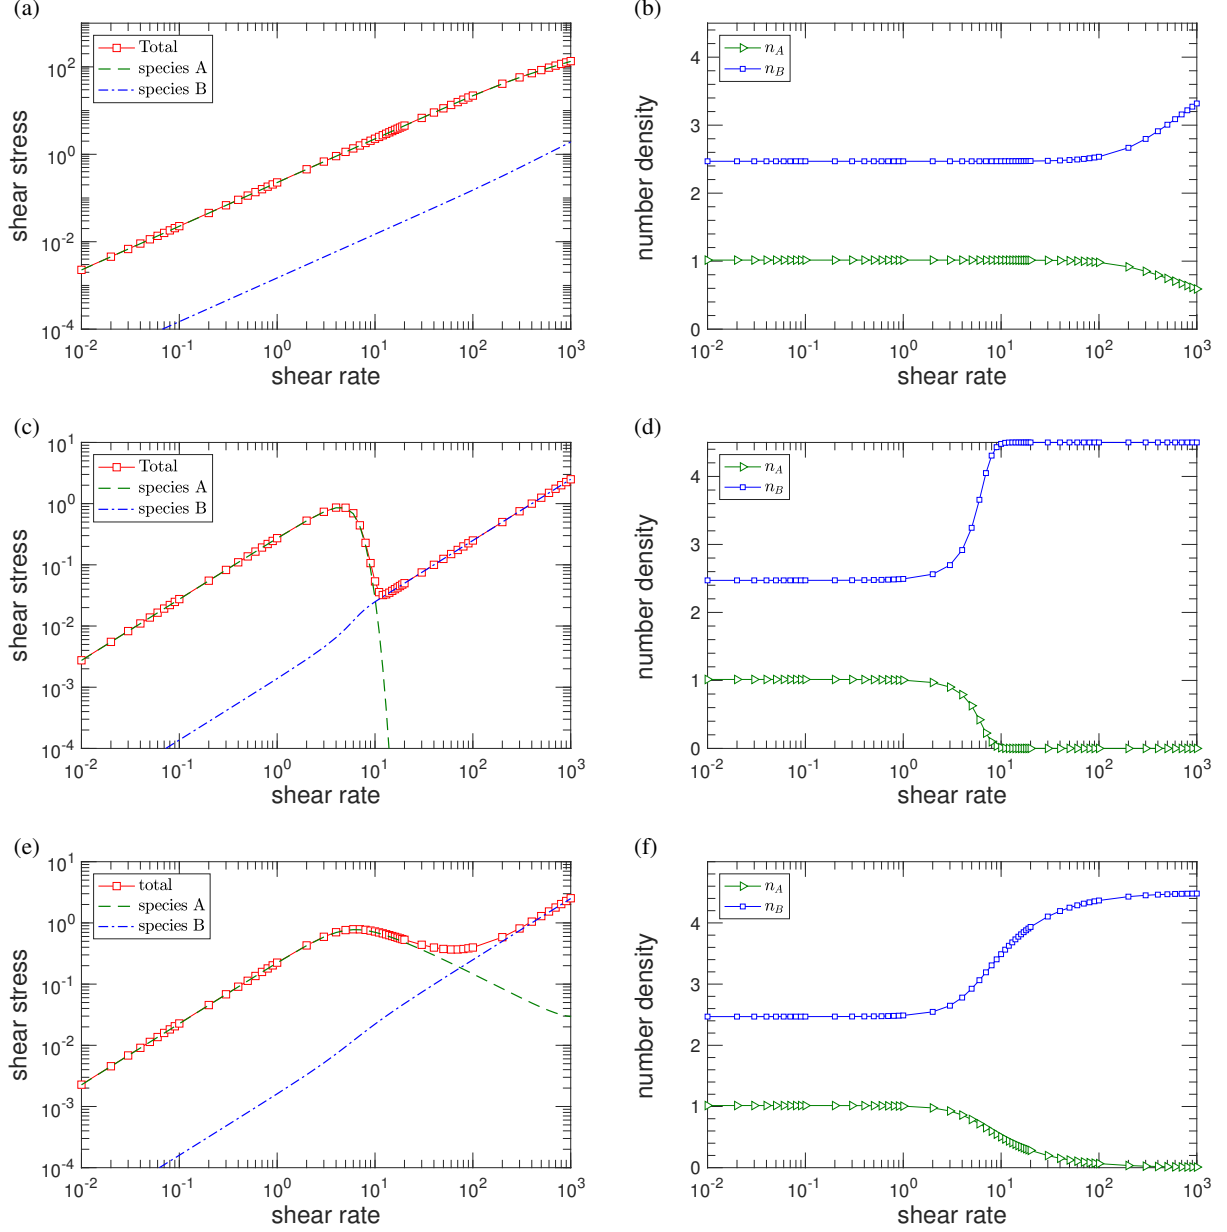 (a)
Total
species A
species B
shear stress
10^2
10^0
10^-2
10^-4
10^-2 10^-1 10^0 10^1 10^2 10^3
shear rate
(b)
n_A
n_B
number density
4
3
2
1
0
10^-2 10^-1 10^0 10^1 10^2 10^3
shear rate
(c)
Total
species A
species B
shear stress
10^1
10^0
10^-1
10^-2
10^-3
10^-4
10^-2 10^-1 10^0 10^1 10^2 10^3
shear rate
(d)
n_A
n_B
number density
4
3
2
1
0
10^-2 10^-1 10^0 10^1 10^2 10^3
shear rate
(e)
total
species A
species B
shear stress
10^1
10^0
10^-1
10^-2
10^-3
10^-4
10^-2 10^-1 10^0 10^1 10^2 10^3
shear rate
(f)
n_A
n_B
number density
4
3
2
1
0
10^-2 10^-1 10^0 10^1 10^2 10^3
shear rate